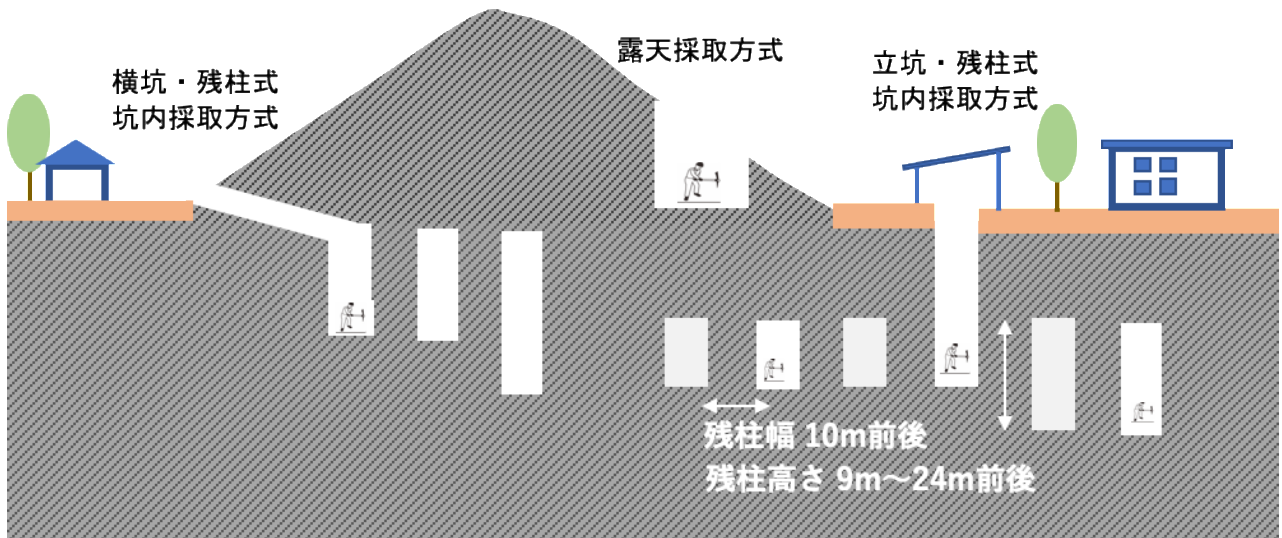 横坑・残柱式
坑内採取方式
露天採取方式
立坑・残柱式
坑内採取方式
残柱幅 10m前後
残柱高さ 9m～24m前後